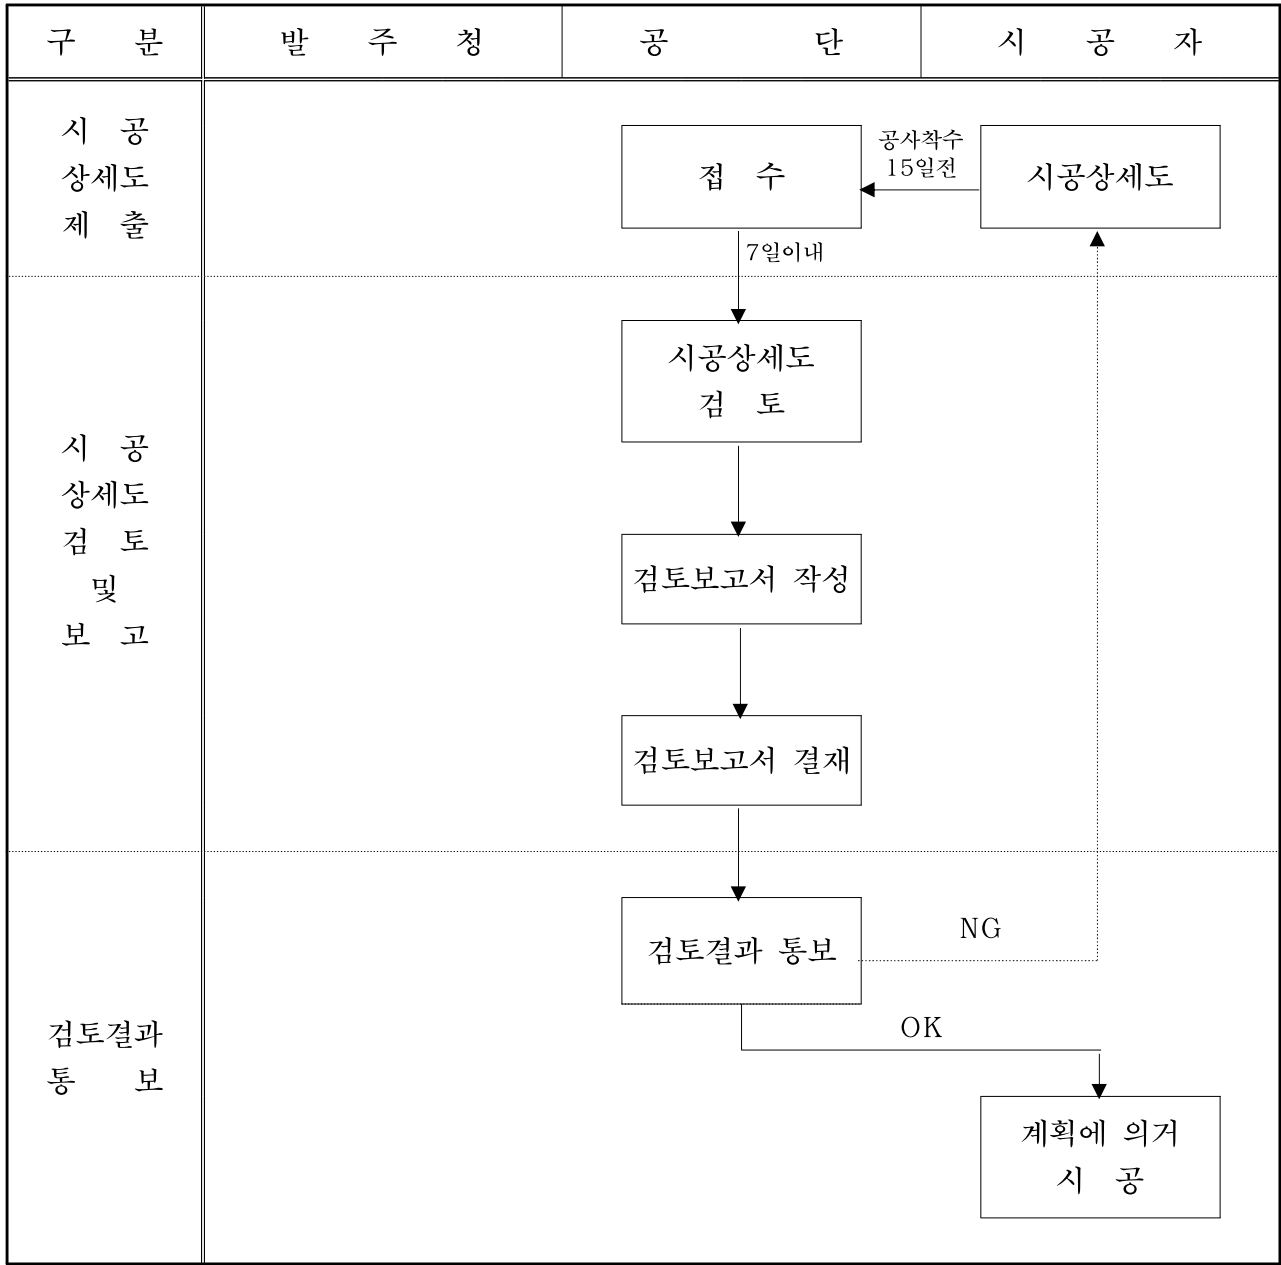 구 분 발 주 청 공 단 시 공 자
시 공
상세도
제 출
접 수
공사착수
15일전
시공상세도
7일이내
시 공
상세도
검 토
및
보 고
시공상세도
검 토
검토보고서 작성
검토보고서 결재
검토결과
통 보
검토결과 통보
NG
OK
계획에 의거
시 공